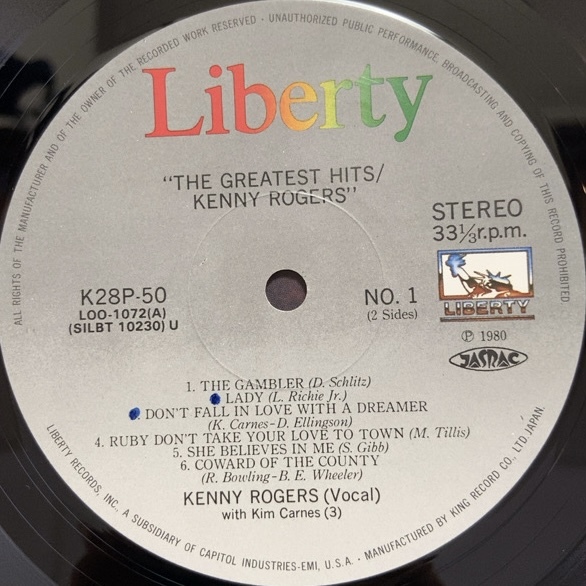 ALL RIGHTS OF THE MANUFACTURER AND OF THE OWNER OF THE RECORDED WORK RESERVED - UNAUTHORIZED PUBLIC PERFORMANCE, BROADCASTING AND COPYING OF THIS RECORD PROHIBITED
Liberty
"THE GREATEST HITS/
KENNY ROGERS"
STEREO
33⅓r.p.m.
K28P-50
LOO-1072(A)
(SILBT 10230) U
NO. 1
(2 Sides)
LIBERTY
Ⓟ 1980
JASRAC
1. THE GAMBLER (D. Schlitz)
LADY (L. Richie Jr.)
DON'T FALL IN LOVE WITH A DREAMER
(K. Carnes-D. Ellingson)
4. RUBY DON'T TAKE YOUR LOVE TO TOWN (M. Tillis)
5. SHE BELIEVES IN ME (S. Gibb)
6. COWARD OF THE COUNTY
(R. Bowling-B. E. Wheeler)
KENNY ROGERS (Vocal)
with Kim Carnes (3)
LIBERTY RECORDS, INC., A SUBSIDIARY OF CAPITOL INDUSTRIES-EMI, U.S.A. - MANUFACTURED BY KING RECORD CO., LTD. JAPAN.